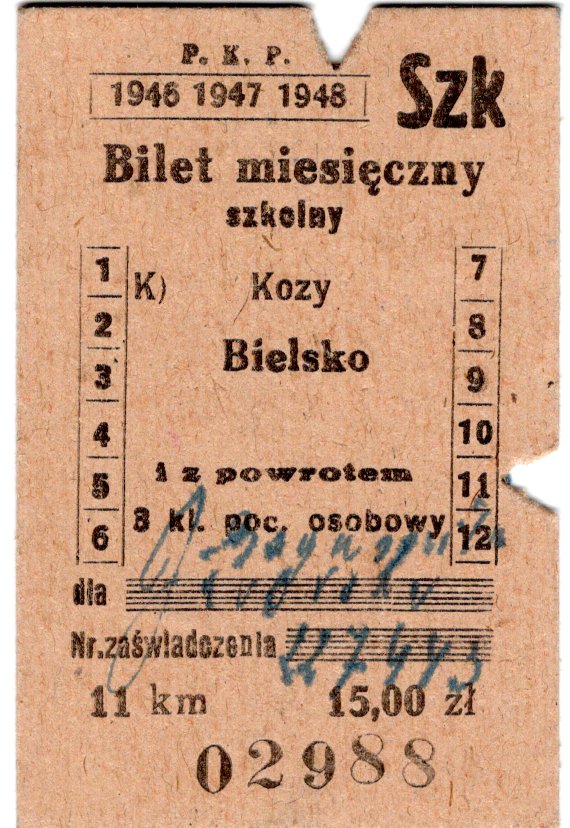 P. K. P.
1946 1947 1948
Szk
Bilet miesięczny
szkolny
1
2
3
4
5
6
K) Kozy
Bielsko
1 z powrotem
3 kl. poc. osobowy
7
8
9
10
11
12
dla
Nr. zaświadczenia
11 km 15,00 zł
02988